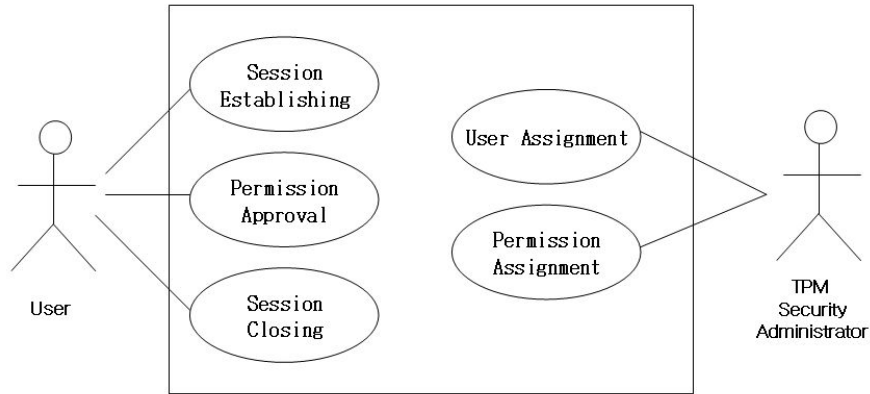 Session
Establishing
User Assignment
Permission
Approval
Permission
Assignment
Session
Closing
User
TPM
Security
Administrator